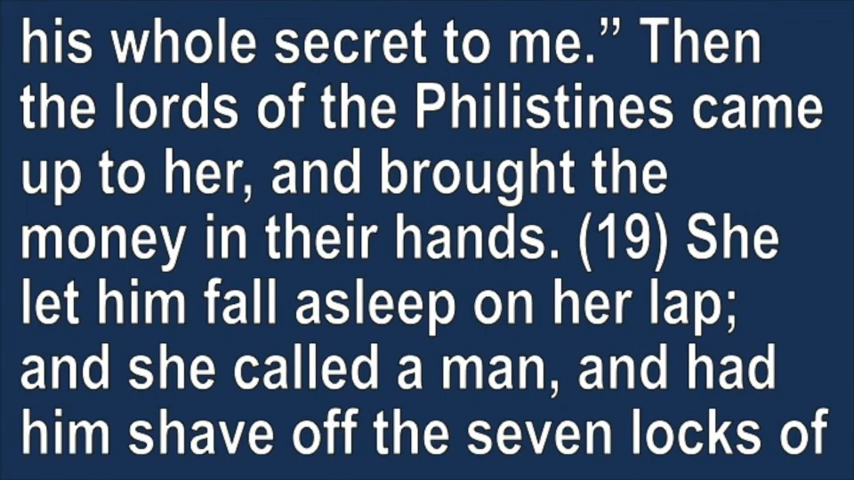 his whole secret to me.” Then
the lords of the Philistines came
up to her, and brought the
money in their hands. (19) She
let him fall asleep on her lap;
and she called a man, and had
him shave off the seven locks of